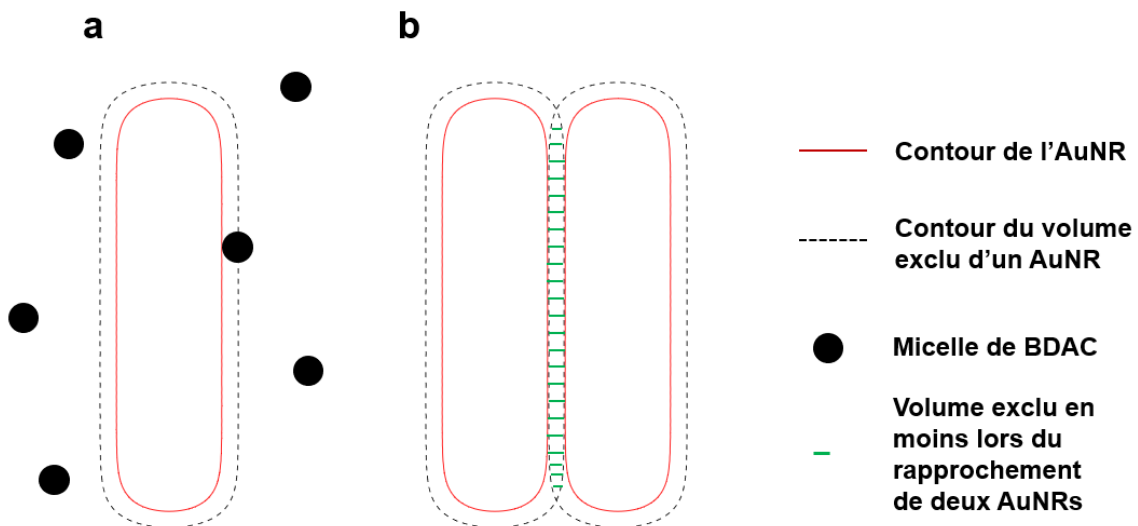 a
b
Contour de l'AuNR
Contour du volume
exclu d'un AuNR
Micelle de BDAC
Volume exclu en
moins lors du
rapprochement
de deux AuNRs